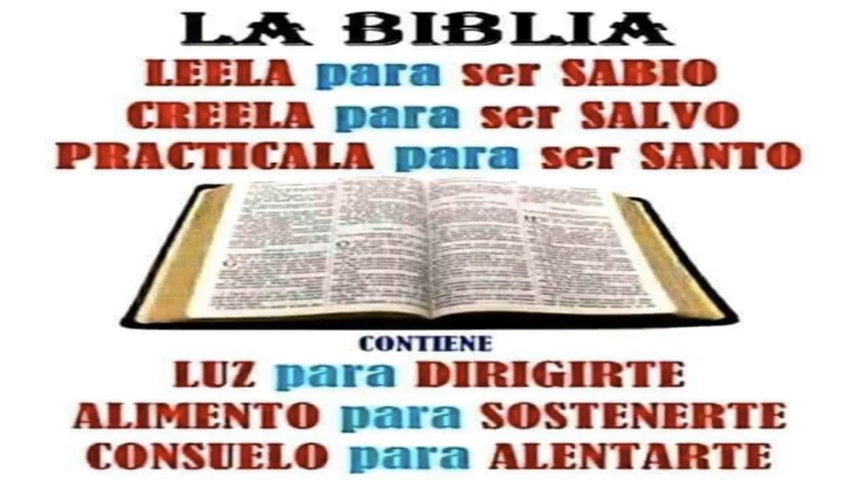 LA BIBLIA
LEELA para ser SABIO
CREELA para ser SALVO
PRACTICALA para ser SANTO
CONTIENE
LUZ para DIRIGIRTE
ALIMENTO para SOSTENERTE
CONSUELO para ALENTARTE